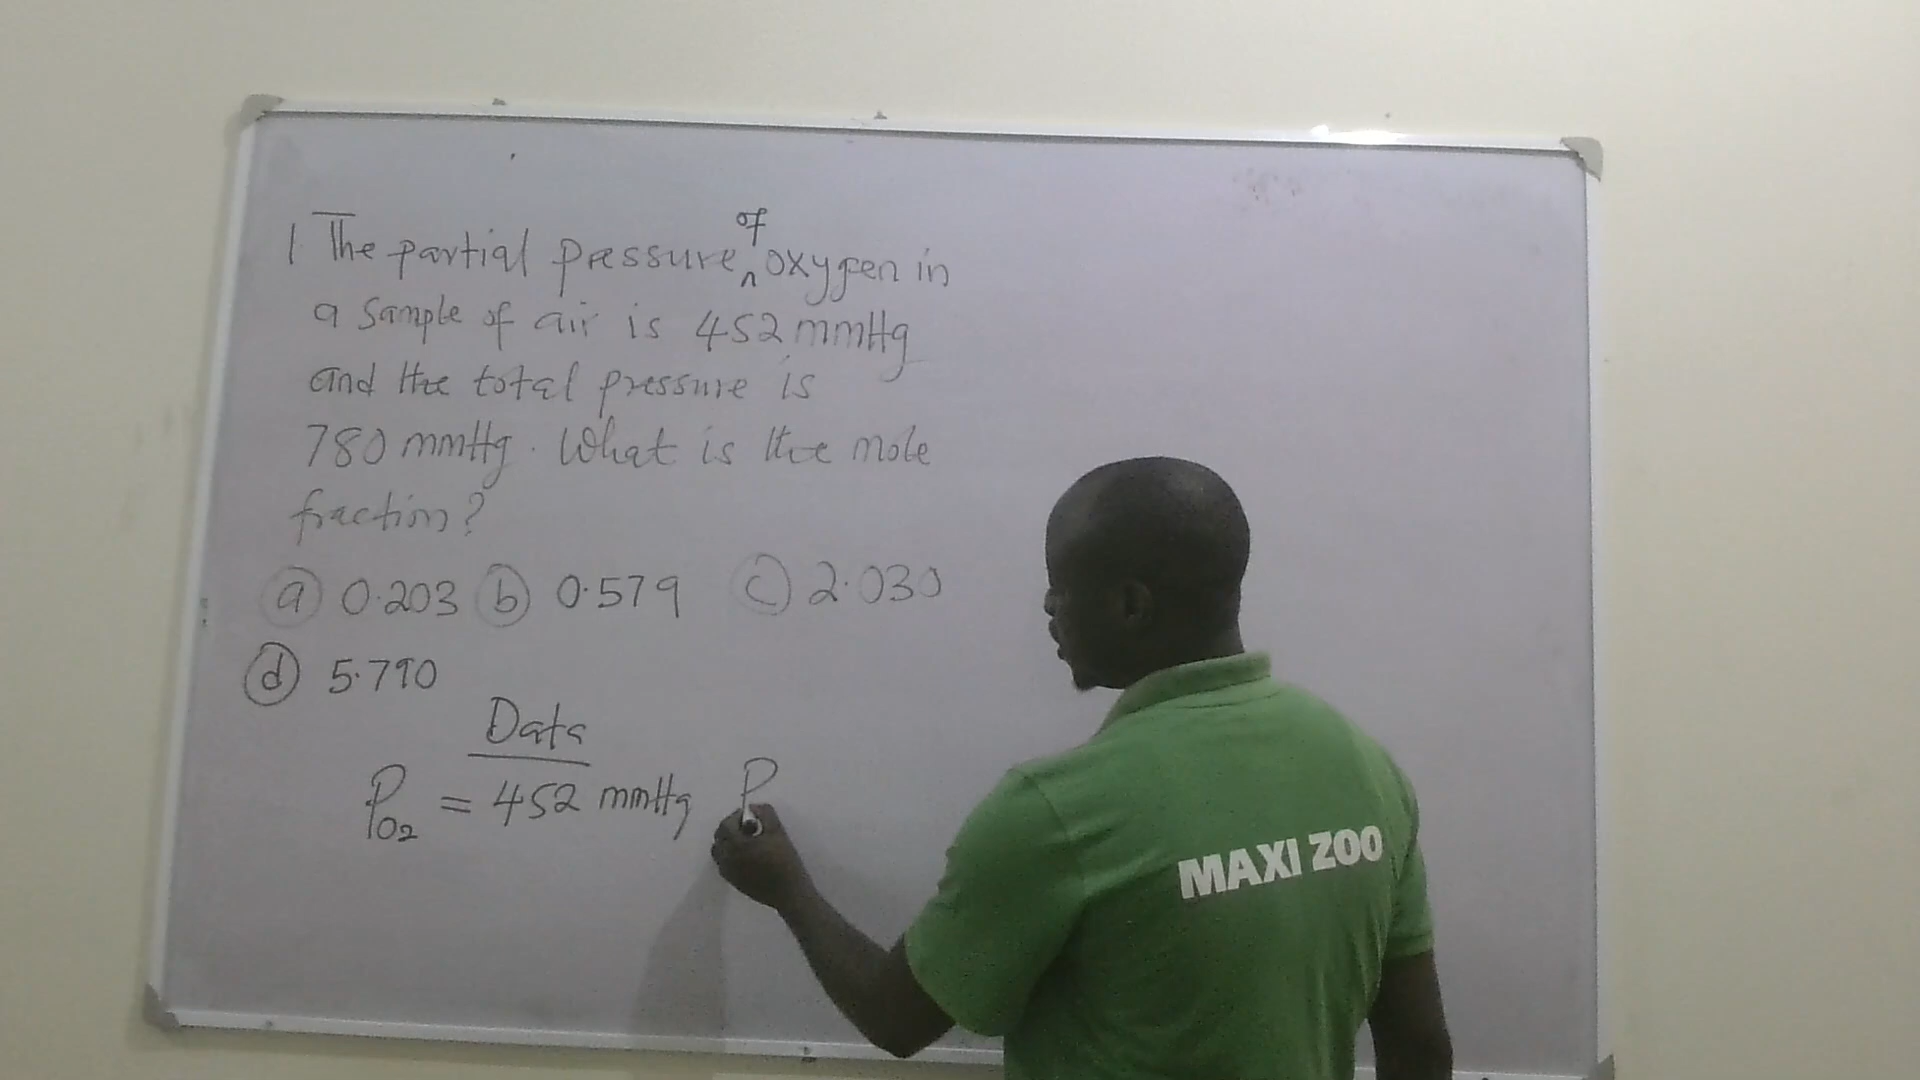 1. The partial pressure of oxygen in
a sample of air is 452 mmHg
and the total pressure is
780 mmHg. What is the mole
fraction?
(a) 0.203 (b) 0.579 (c) 2.030
(d) 5.790
Data
P_O2 = 452 mmHg P
MAXI ZOO